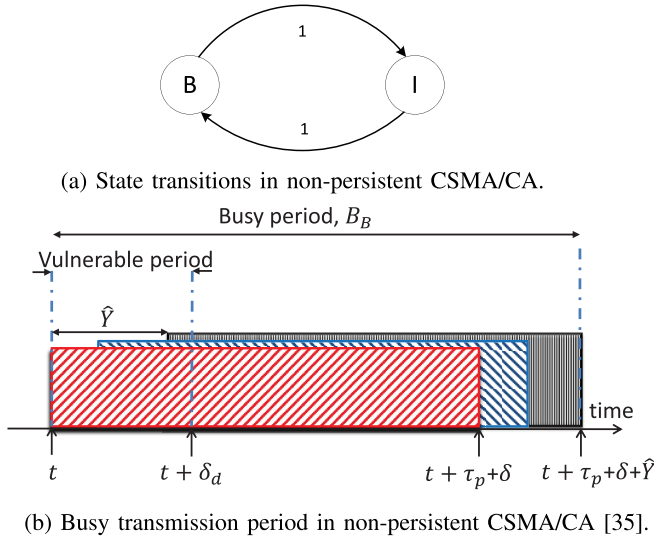 1
B
I
1
(a) State transitions in non-persistent CSMA/CA.
Busy period, B_B
Vulnerable period
Ŷ
time
t
t + δ_d
t + τ_p+δ
t + τ_p+δ+Ŷ
(b) Busy transmission period in non-persistent CSMA/CA [35].